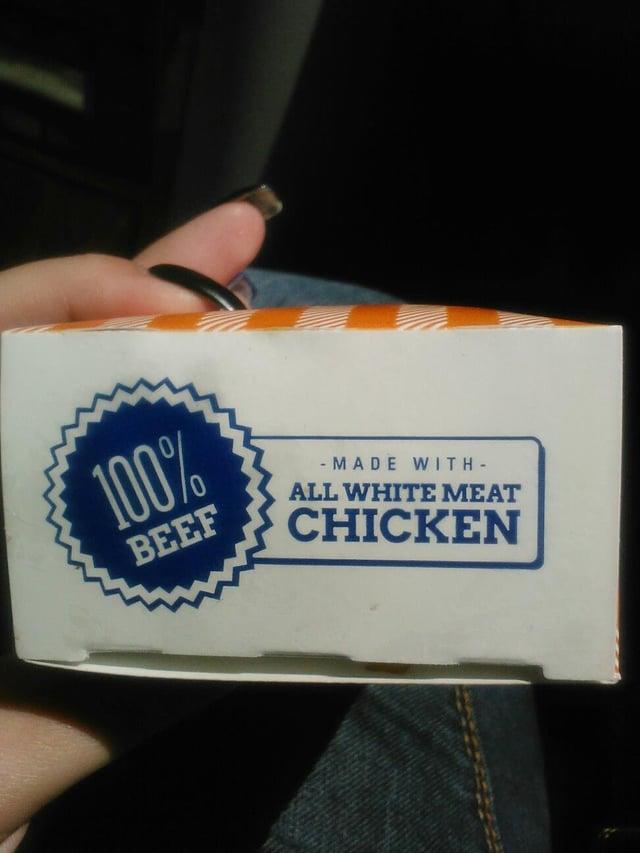 100%
BEEF
-MADE WITH-
ALL WHITE MEAT
CHICKEN